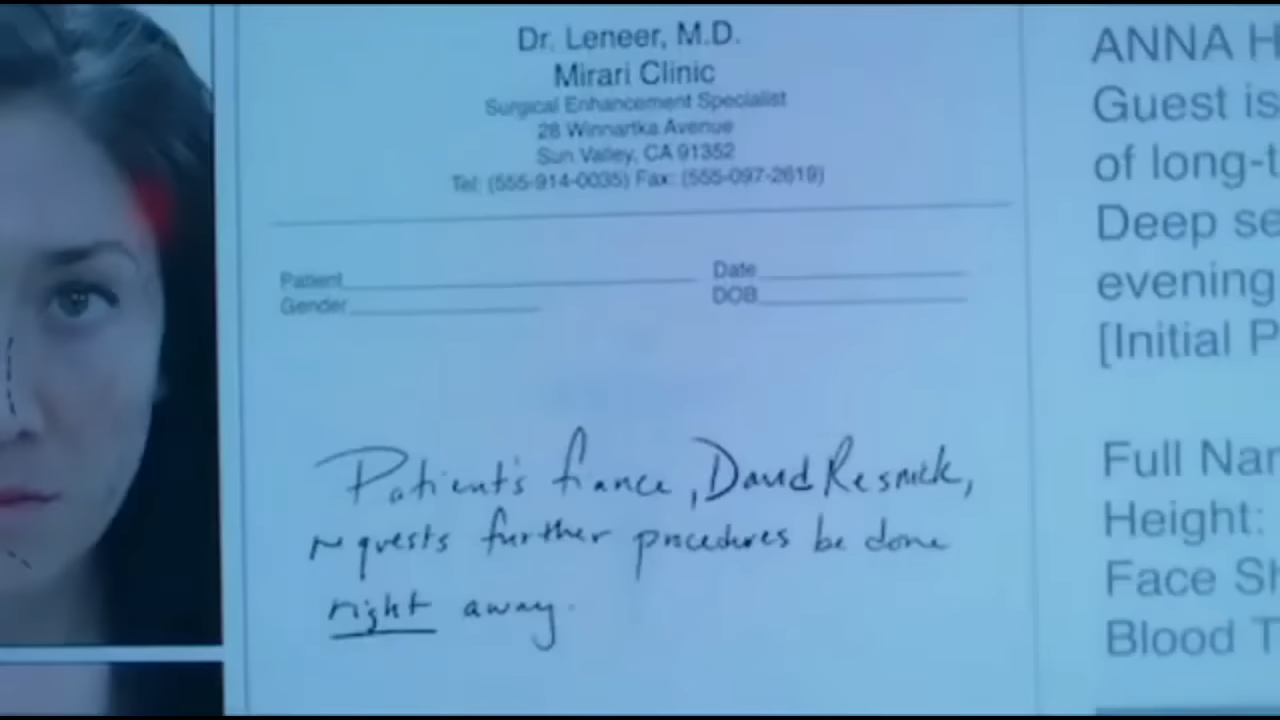 Dr. Leneer, M.D.
Mirari Clinic
Surgical Enhancement Specialist
28 Winnartka Avenue
Sun Valley, CA 91352
Tel: (555-914-0035) Fax: (555-097-2619)
Patient
Date
Gender
DOB
Patient's fiance, David Resnick,
requests further procedures be done
right away.
ANNA H
Guest is
of long-t
Deep se
evening
[Initial P
Full Nar
Height:
Face Sh
Blood T